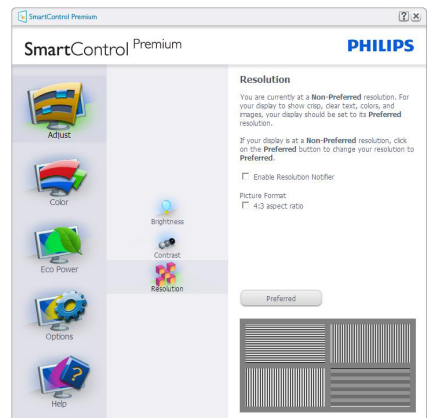 SmartControl Premium
SmartControl Premium
PHILIPS
Adjust
Color
Eco Power
Options
Help
Brightness
Contrast
Resolution
Resolution
You are currently at a Non-Preferred resolution. For
your display to show crisp, clear text, colors, and
images, your display should be set to its Preferred
resolution.
If your display is at a Non-Preferred resolution, click
on the Preferred button to change your resolution to
Preferred.
Enable Resolution Notifier
Picture Format
4:3 aspect ratio
Preferred